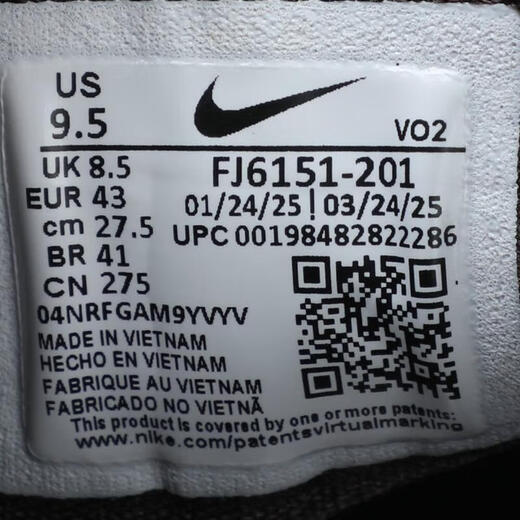 US
9.5
VO2
UK 8.5
FJ6151-201
EUR 43
01/24/25 | 03/24/25
cm 27.5
UPC 00198482822286
BR 41
CN 275
04NRFGAM9YVYV
MADE IN VIETNAM
HECHO EN VIETNAM
FABRIQUE AU VIETNAM
FABRICADO NO VIETNÃ
This product is covered by one or more patents:
www.nike.com/patentsvirtualmarking